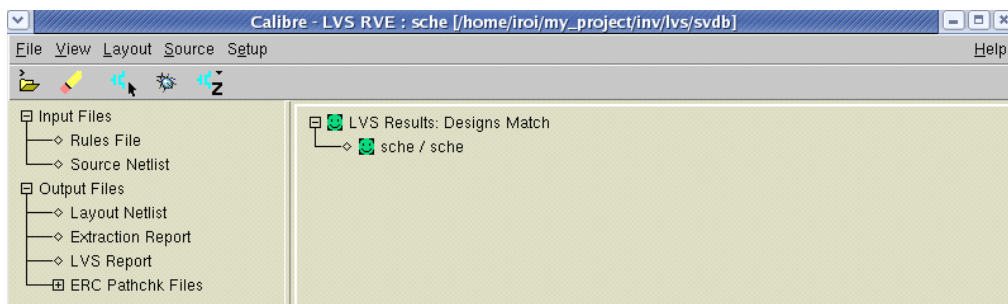 Calibre - LVS RVE : sche [/home/iroi/my_project/inv/lvs/svdb]
File View Layout Source Setup Help
Input Files
Rules File
Source Netlist
Output Files
Layout Netlist
Extraction Report
LVS Report
ERC Pathchk Files
LVS Results: Designs Match
sche / sche